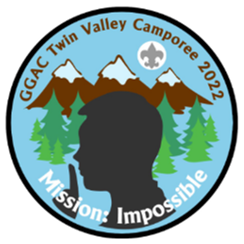 GGAC Twin Valley Camporee 2022
Mission: Impossible